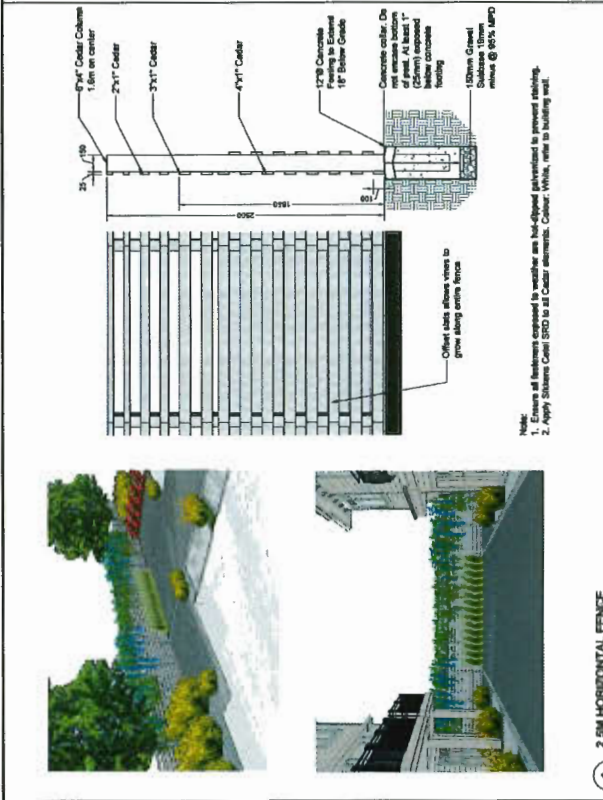 6"x4" Cedar Column
1.6m on center
2"x1" Cedar
3"x1" Cedar
4"x1" Cedar
12"Ø Concrete
Footing to Extend
18" Below Grade
Concrete collar. Do
not encase bottom
of post. At least 1"
(25mm) exposed
below concrete
footing
150mm Gravel
Subbase 19mm
minus @ 95% MPD
25
150
2500
1850
100
Offset slats allows vines to
grow along entire fence
Note:
1. Ensure all fasteners exposed to weather are hot-dipped galvanized to prevent staining.
2. Apply Sikkens Cetol SRD to all Cedar elements. Colour: White, refer to building wall.
2.5M HORIZONTAL FENCE